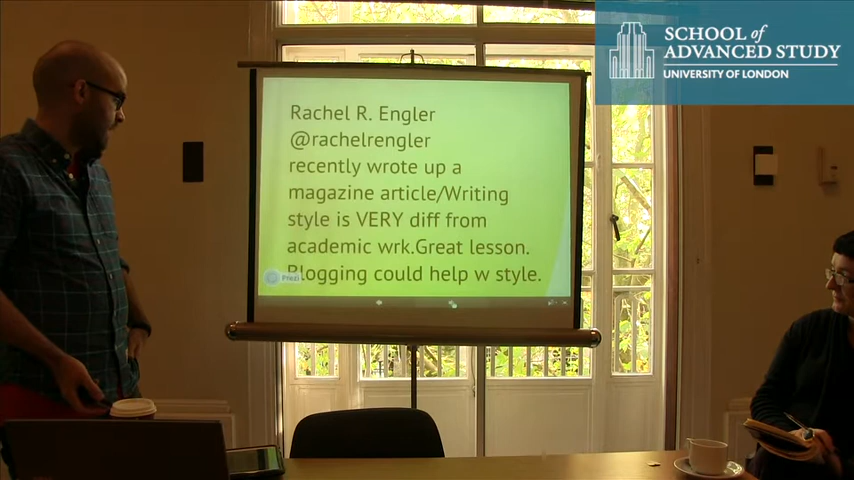 SCHOOL of
ADVANCED STUDY
UNIVERSITY OF LONDON
Rachel R. Engler
@rachelrengler
recently wrote up a
magazine article/Writing
style is VERY diff from
academic wrk.Great lesson.
Blogging could help w style.
Prezi